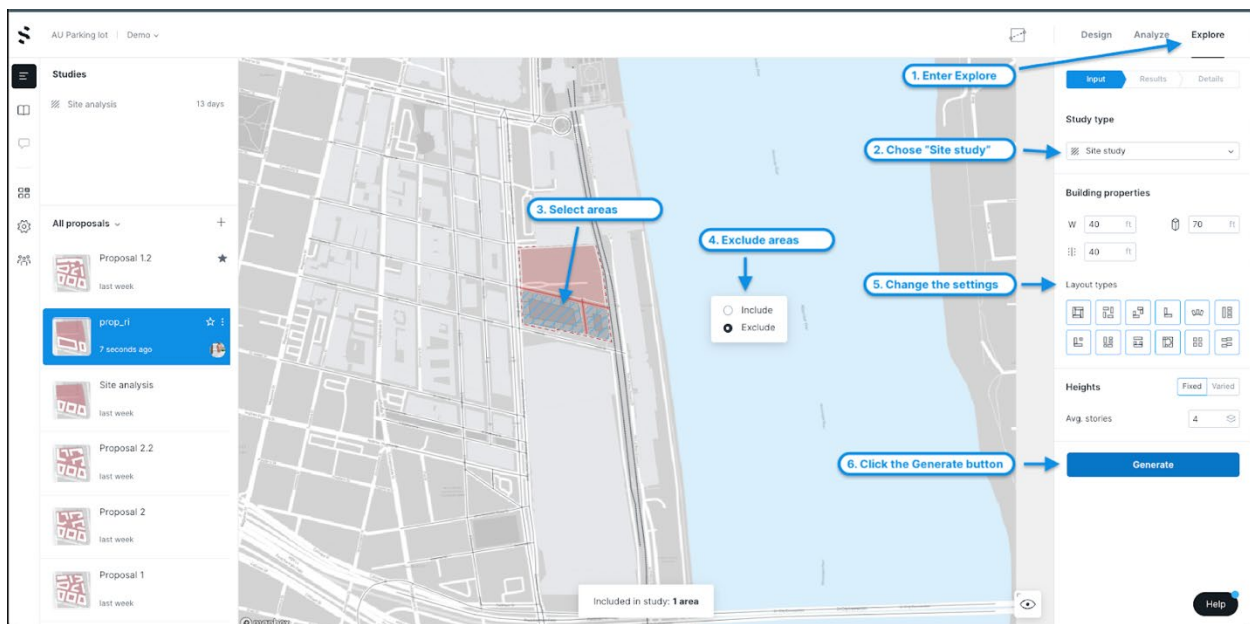 AU Parking lot
Demo
Design
Analyze
Explore
Studies
Site analysis
13 days
All proposals
Proposal 1.2
last week
prop_ri
7 seconds ago
Site analysis
last week
Proposal 2.2
last week
Proposal 2
last week
Proposal 1
last week
1. Enter Explore
2. Chose "Site study"
3. Select areas
4. Exclude areas
Include
Exclude
5. Change the settings
6. Click the Generate button
Included in study: 1 area
Input
Results
Details
Study type
Site study
Building properties
W 40 ft
70 ft
40 ft
Layout types
Heights
Fixed Varied
Avg. stories
4
Generate
Help